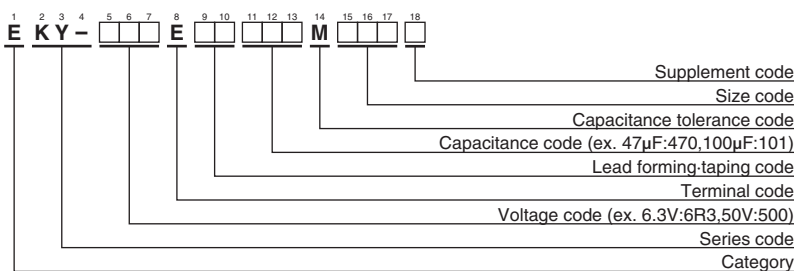 1 2 3 4 5 6 7 8 9 10 11 12 13 14 15 16 17 18
E K Y – E M
Supplement code
Size code
Capacitance tolerance code
Capacitance code (ex. 47µF:470,100µF:101)
Lead forming·taping code
Terminal code
Voltage code (ex. 6.3V:6R3,50V:500)
Series code
Category